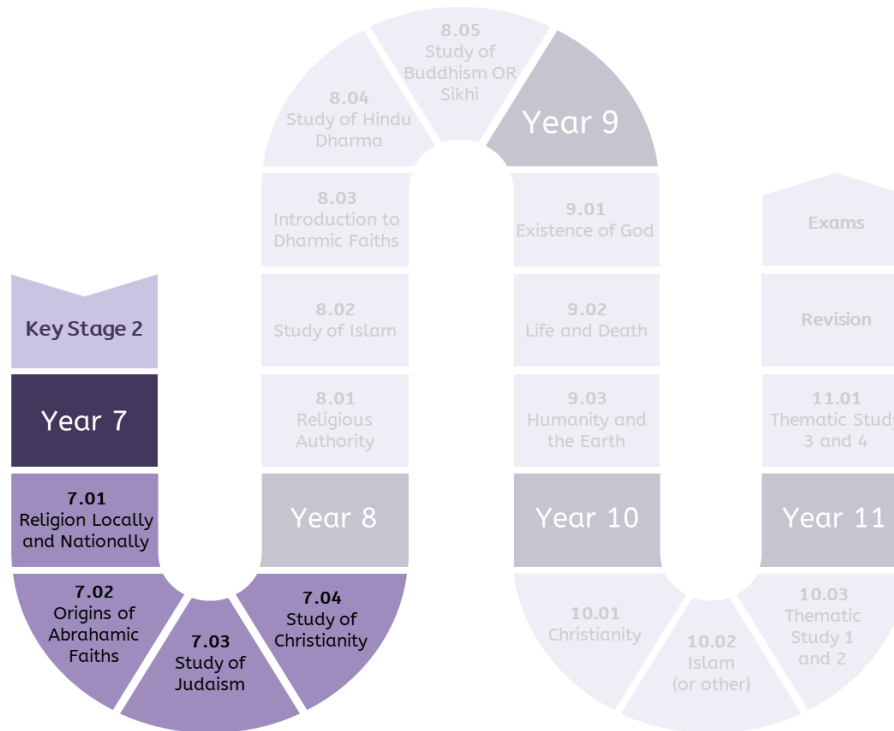 Key Stage 2
Year 7
7.01
Religion Locally
and Nationally
7.02
Origins of
Abrahamic
Faiths
7.03
Study of
Judaism
7.04
Study of
Christianity
Year 8
8.01
Religious
Authority
8.02
Study of Islam
8.03
Introduction to
Dharmic Faiths
8.04
Study of Hindu
Dharma
8.05
Study of
Buddhism OR
Sikhi
Year 9
9.01
Existence of God
9.02
Life and Death
9.03
Humanity and
the Earth
Year 10
10.01
Christianity
10.02
Islam
(or other)
10.03
Thematic
Study 1
and 2
Year 11
11.01
Thematic Study
3 and 4
Revision
Exams